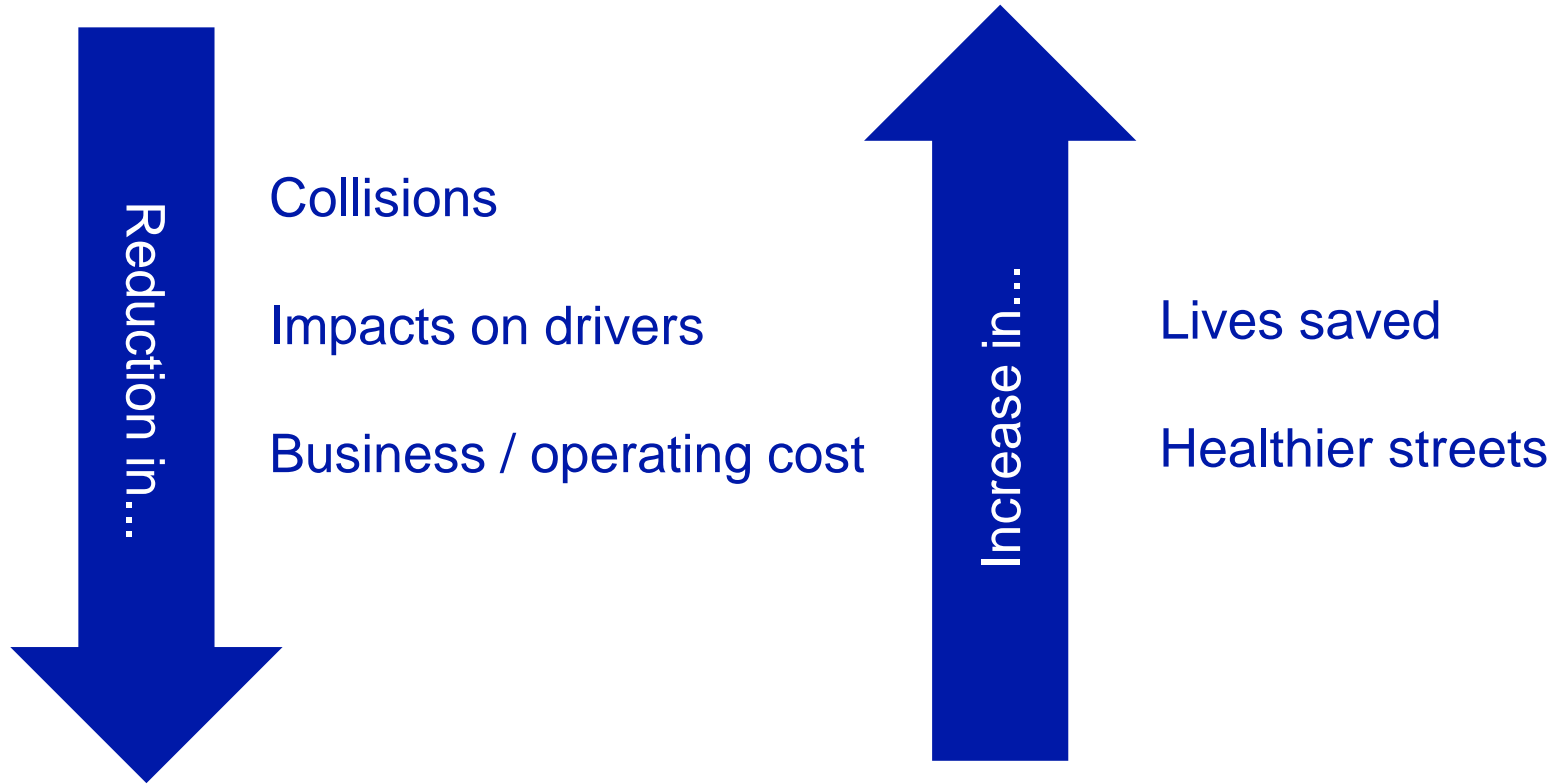 Reduction in...
Collisions
Impacts on drivers
Business / operating cost
Increase in...
Lives saved
Healthier streets